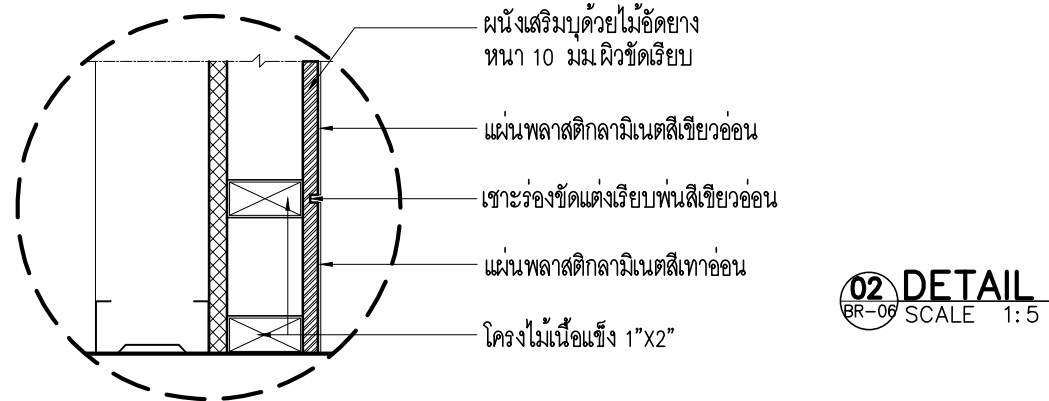 ผนังเสริมบุด้วยไม้อัดยาง
หนา 10 มม.ผิวขัดเรียบ
แผ่นพลาสติกลามิเนตสีเขียวอ่อน
เซาะร่องขัดแต่งเรียบพ่นสีเขียวอ่อน
แผ่นพลาสติกลามิเนตสีเทาอ่อน
โครงไม้เนื้อแข็ง 1"X2"
02 DETAIL
BR-06 SCALE 1:5